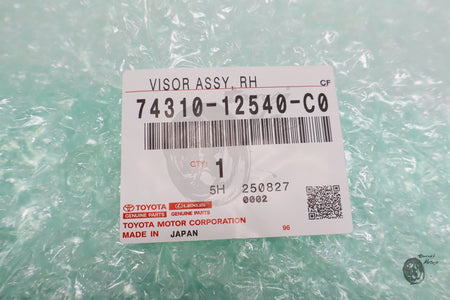 VISOR ASSY, RH CF
74310-12540-C0
QTY: 1
5H 250827
0002
TOYOTA LEXUS
GENUINE PARTS GENUINE PARTS
TOYOTA MOTOR CORPORATION
MADE IN JAPAN 96